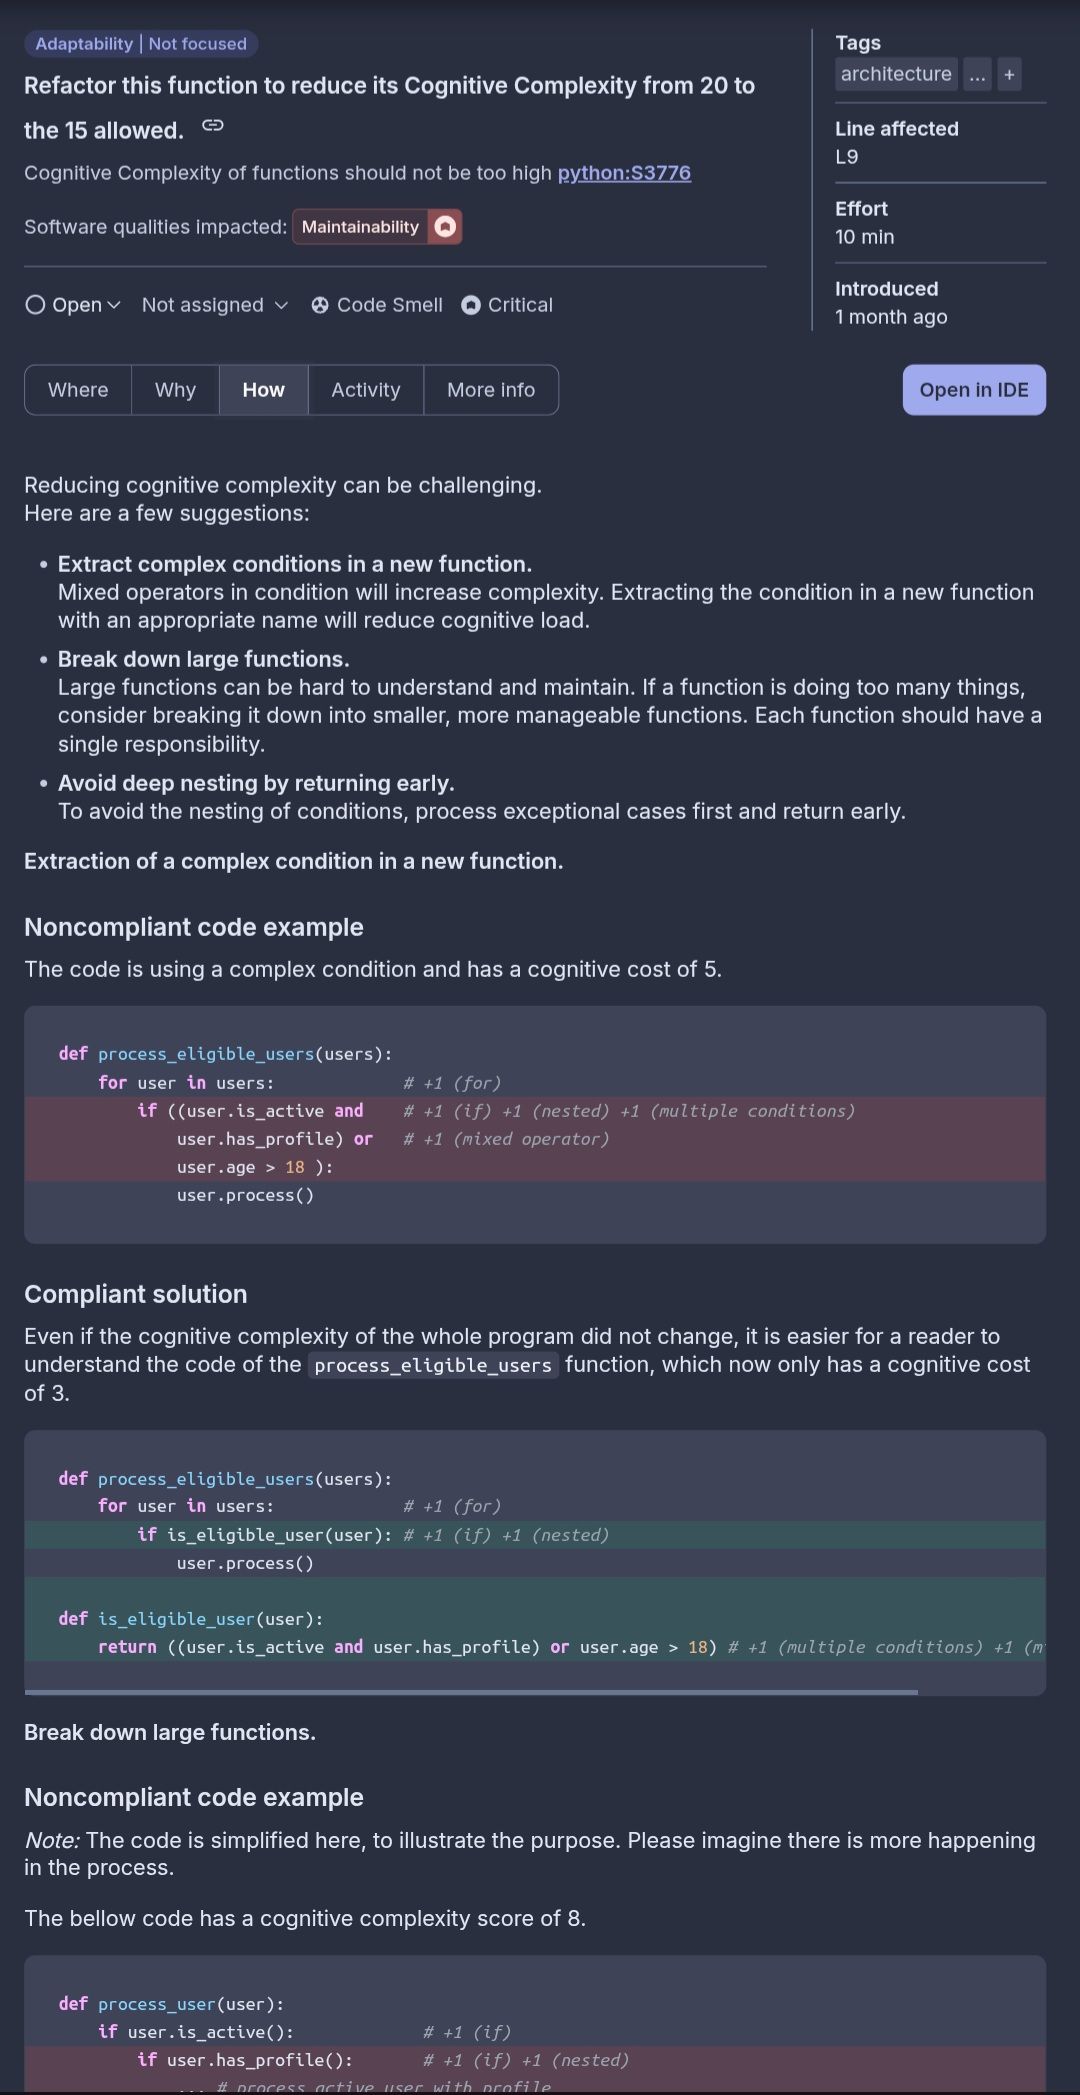 Adaptability | Not focused
Refactor this function to reduce its Cognitive Complexity from 20 to
the 15 allowed.
Cognitive Complexity of functions should not be too high python:S3776
Software qualities impacted: Maintainability
Open Not assigned Code Smell Critical
Tags
architecture ... +
Line affected
L9
Effort
10 min
Introduced
1 month ago
Where Why How Activity More info Open in IDE
Reducing cognitive complexity can be challenging.
Here are a few suggestions:
• Extract complex conditions in a new function.
Mixed operators in condition will increase complexity. Extracting the condition in a new function
with an appropriate name will reduce cognitive load.
• Break down large functions.
Large functions can be hard to understand and maintain. If a function is doing too many things,
consider breaking it down into smaller, more manageable functions. Each function should have a
single responsibility.
• Avoid deep nesting by returning early.
To avoid the nesting of conditions, process exceptional cases first and return early.
Extraction of a complex condition in a new function.
Noncompliant code example
The code is using a complex condition and has a cognitive cost of 5.
def process_eligible_users(users):
    for user in users:             # +1 (for)
        if ((user.is_active and    # +1 (if) +1 (nested) +1 (multiple conditions)
            user.has_profile) or   # +1 (mixed operator)
            user.age > 18 ):
            user.process()
Compliant solution
Even if the cognitive complexity of the whole program did not change, it is easier for a reader to
understand the code of the process_eligible_users function, which now only has a cognitive cost
of 3.
def process_eligible_users(users):
    for user in users:             # +1 (for)
        if is_eligible_user(user): # +1 (if) +1 (nested)
            user.process()
def is_eligible_user(user):
    return ((user.is_active and user.has_profile) or user.age > 18) # +1 (multiple conditions) +1 (m
Break down large functions.
Noncompliant code example
Note: The code is simplified here, to illustrate the purpose. Please imagine there is more happening
in the process.
The bellow code has a cognitive complexity score of 8.
def process_user(user):
    if user.is_active():             # +1 (if)
        if user.has_profile():       # +1 (if) +1 (nested)
            ... # process active user with profile